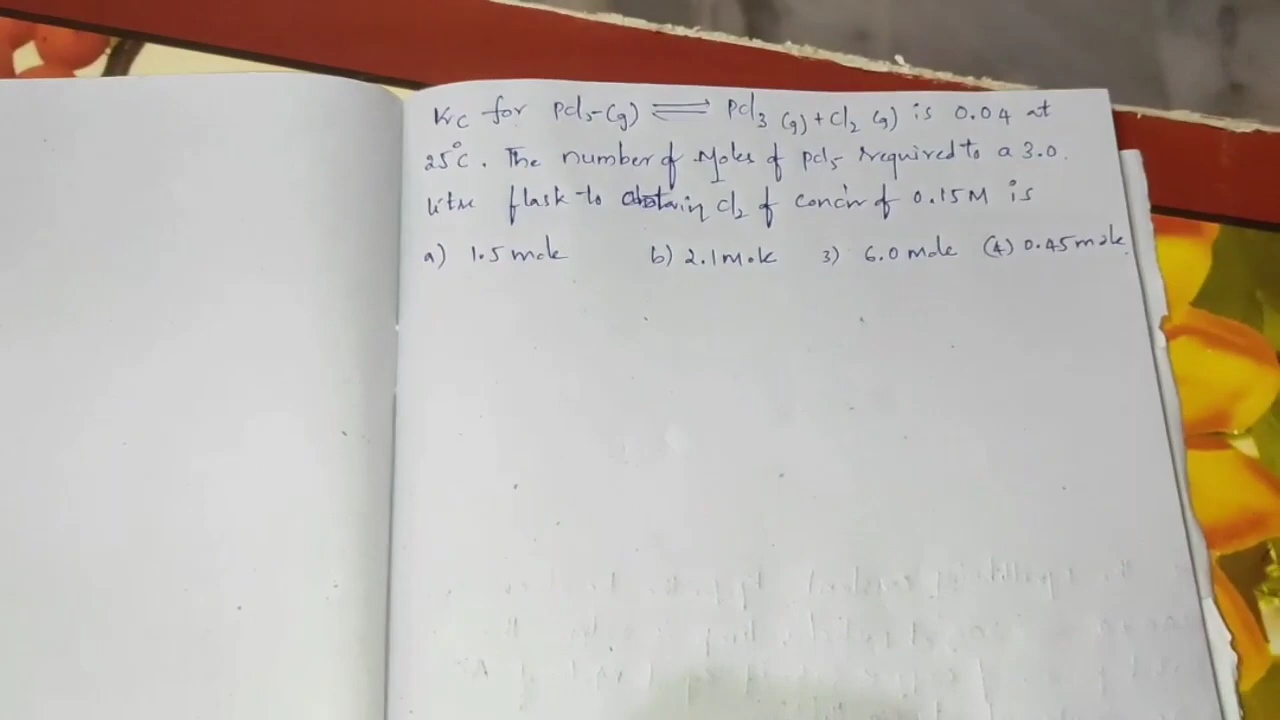 Kc for pcl5(g) ⇌ pcl3 (g) + Cl2 (g) is 0.04 at
25°C. The number of Moles of pcl5 required to a 3.0
litre flask to obtain Cl2 of concn of 0.15M is
a) 1.5 mole b) 2.1 mole 3) 6.0 mole (4) 0.45 mole.